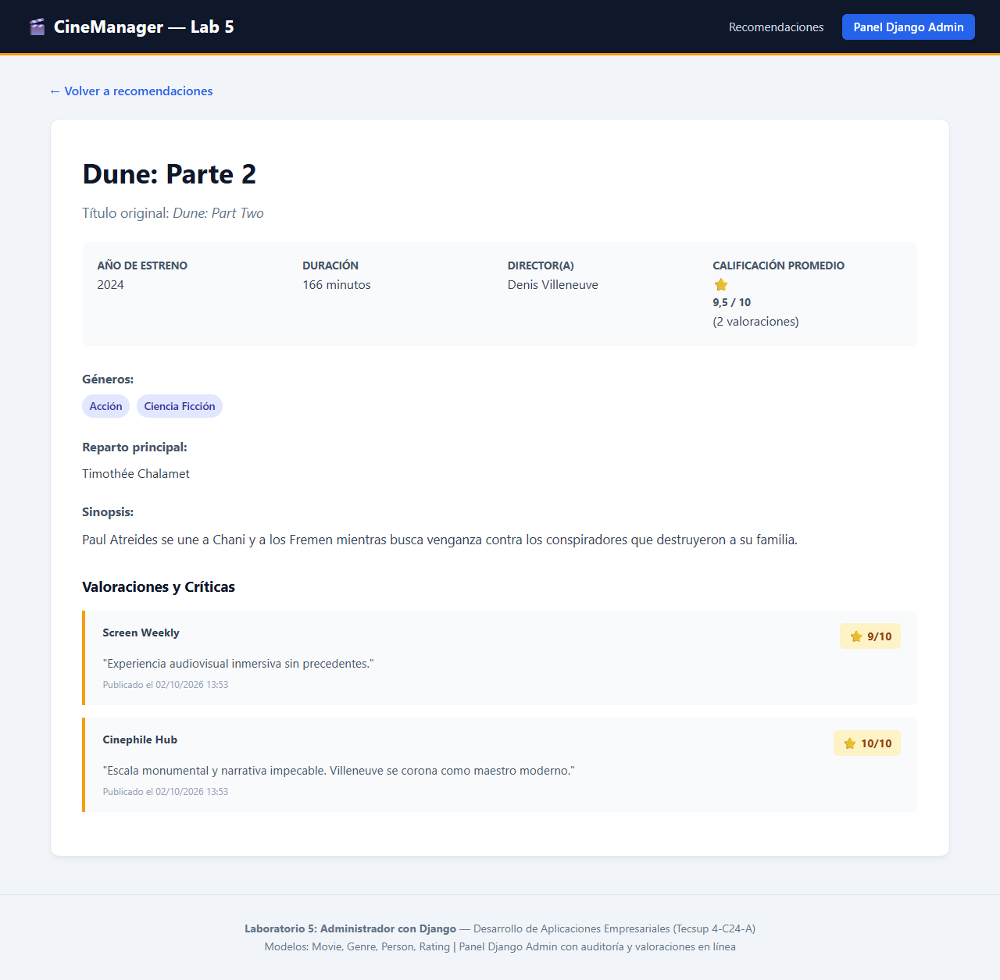 CineManager — Lab 5
Recomendaciones
Panel Django Admin
← Volver a recomendaciones
Dune: Parte 2
Título original: Dune: Part Two
AÑO DE ESTRENO
2024
DURACIÓN
166 minutos
DIRECTOR(A)
Denis Villeneuve
CALIFICACIÓN PROMEDIO
9,5 / 10
(2 valoraciones)
Géneros:
Acción
Ciencia Ficción
Reparto principal:
Timothée Chalamet
Sinopsis:
Paul Atreides se une a Chani y a los Fremen mientras busca venganza contra los conspiradores que destruyeron a su familia.
Valoraciones y Críticas
Screen Weekly
9/10
"Experiencia audiovisual inmersiva sin precedentes."
Publicado el 02/10/2026 13:53
Cinephile Hub
10/10
"Escala monumental y narrativa impecable. Villeneuve se corona como maestro moderno."
Publicado el 02/10/2026 13:53
Laboratorio 5: Administrador con Django — Desarrollo de Aplicaciones Empresariales (Tecsup 4-C24-A)
Modelos: Movie, Genre, Person, Rating | Panel Django Admin con auditoría y valoraciones en línea